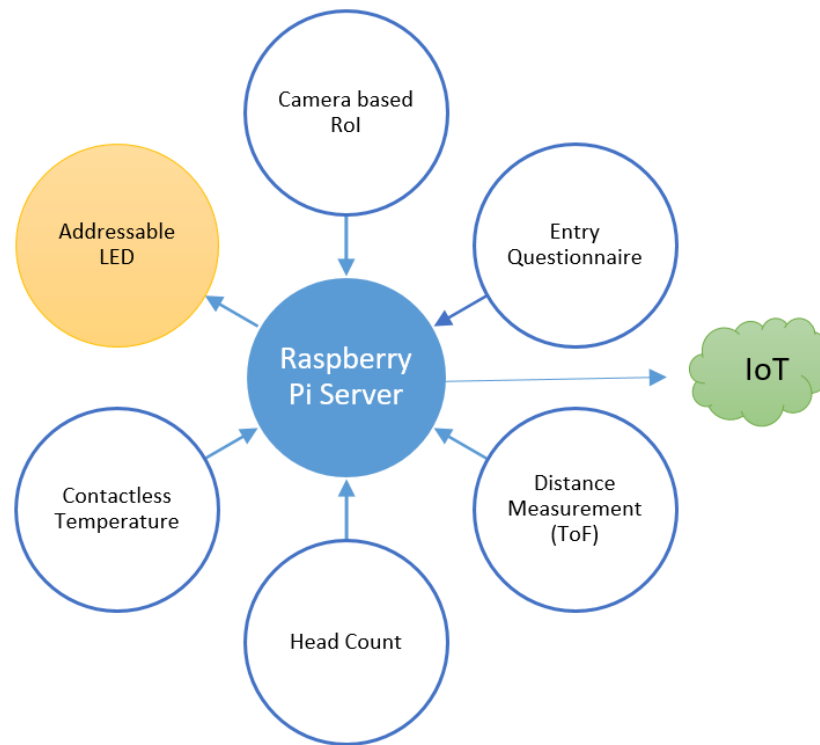 Camera based
RoI
Addressable
LED
Entry
Questionnaire
Raspberry
Pi Server
IoT
Contactless
Temperature
Distance
Measurement
(ToF)
Head Count